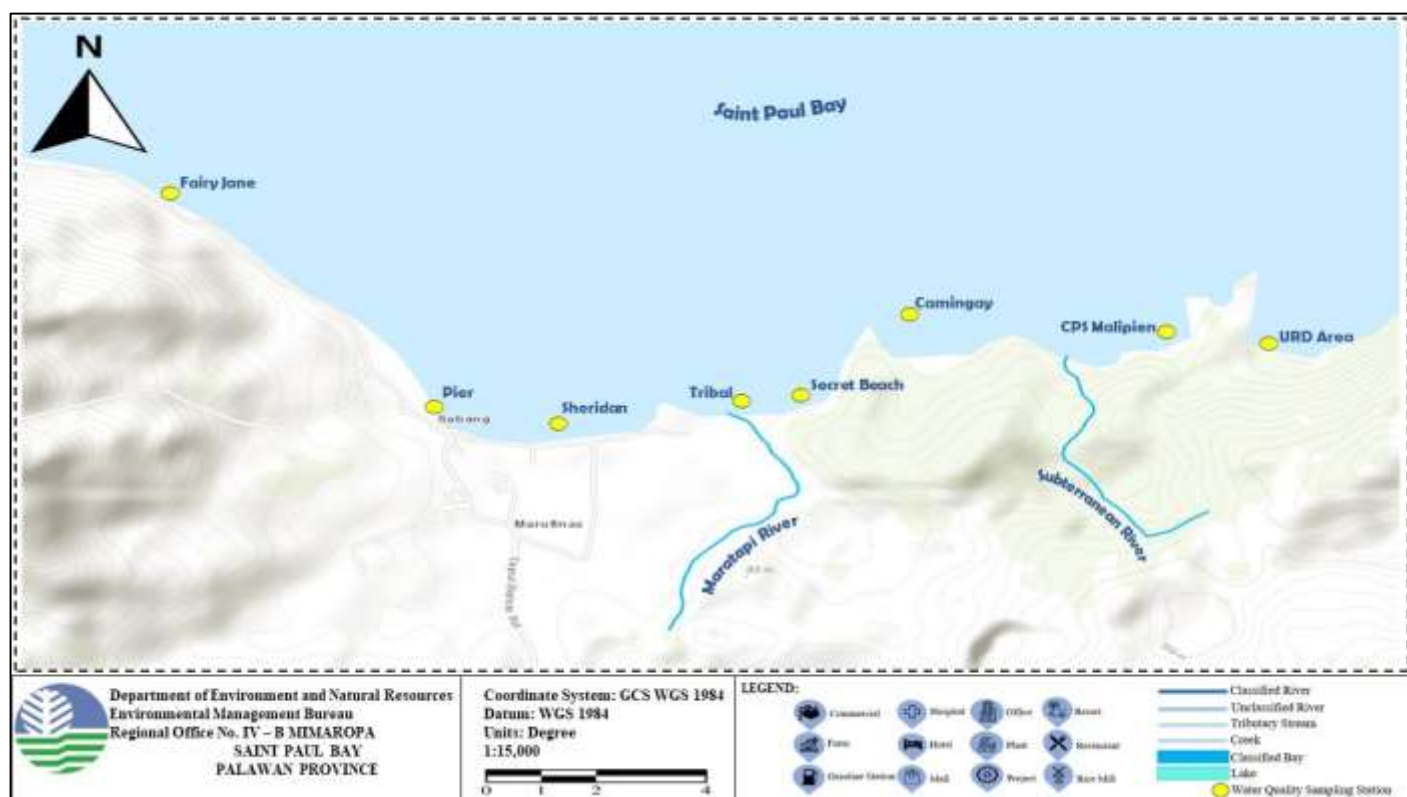 N
Saint Paul Bay
Fairy Jane
Camingay
CPS Malipien
URD Area
Pier
Sabang
Sheridan
Tribal
Secret Beach
Marufinas
Maratapi River
Subterranean River
Department of Environment and Natural Resources
Environmental Management Bureau
Regional Office No. IV – B MIMAROPA
SAINT PAUL BAY
PALAWAN PROVINCE
Coordinate System: GCS WGS 1984
Datum: WGS 1984
Units: Degree
1:15,000
0 1 2 4
LEGEND:
Commercial
Hospital
Office
Resort
Farm
Hotel
Plant
Restaurant
Gasoline Station
Mall
Project
Rice Mill
Classified River
Unclassified River
Tributary Stream
Creek
Classified Bay
Lake
Water Quality Sampling Station